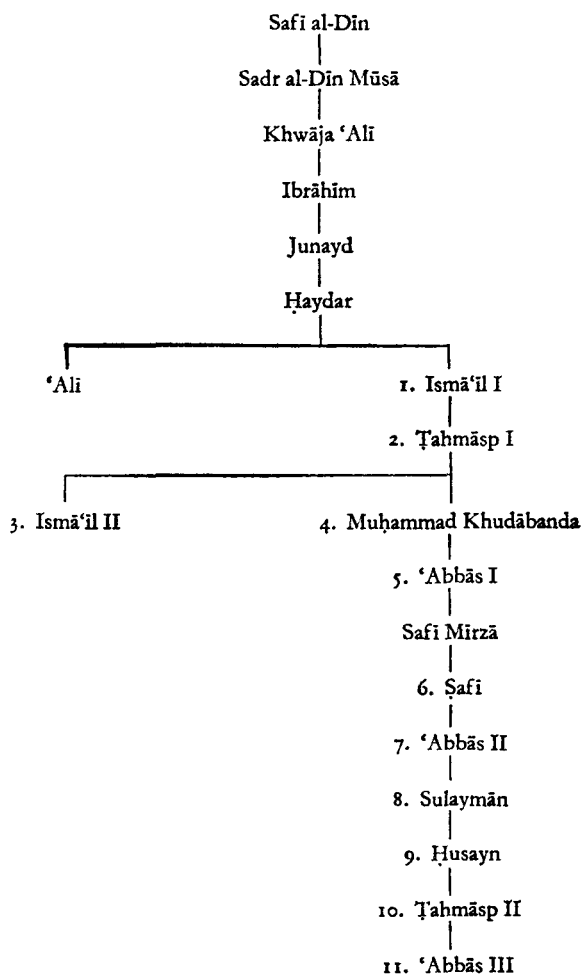 Safī al-Dīn
Sadr al-Dīn Mūsā
Khwāja ‘Alī
Ibrāhīm
Junayd
Ḥaydar
‘Alī
1. Ismā‘īl I
2. Ṭahmāsp I
3. Ismā‘īl II
4. Muḥammad Khudābanda
5. ‘Abbās I
Safī Mīrzā
6. Ṣafī
7. ‘Abbās II
8. Sulaymān
9. Ḥusayn
10. Ṭahmāsp II
11. ‘Abbās III